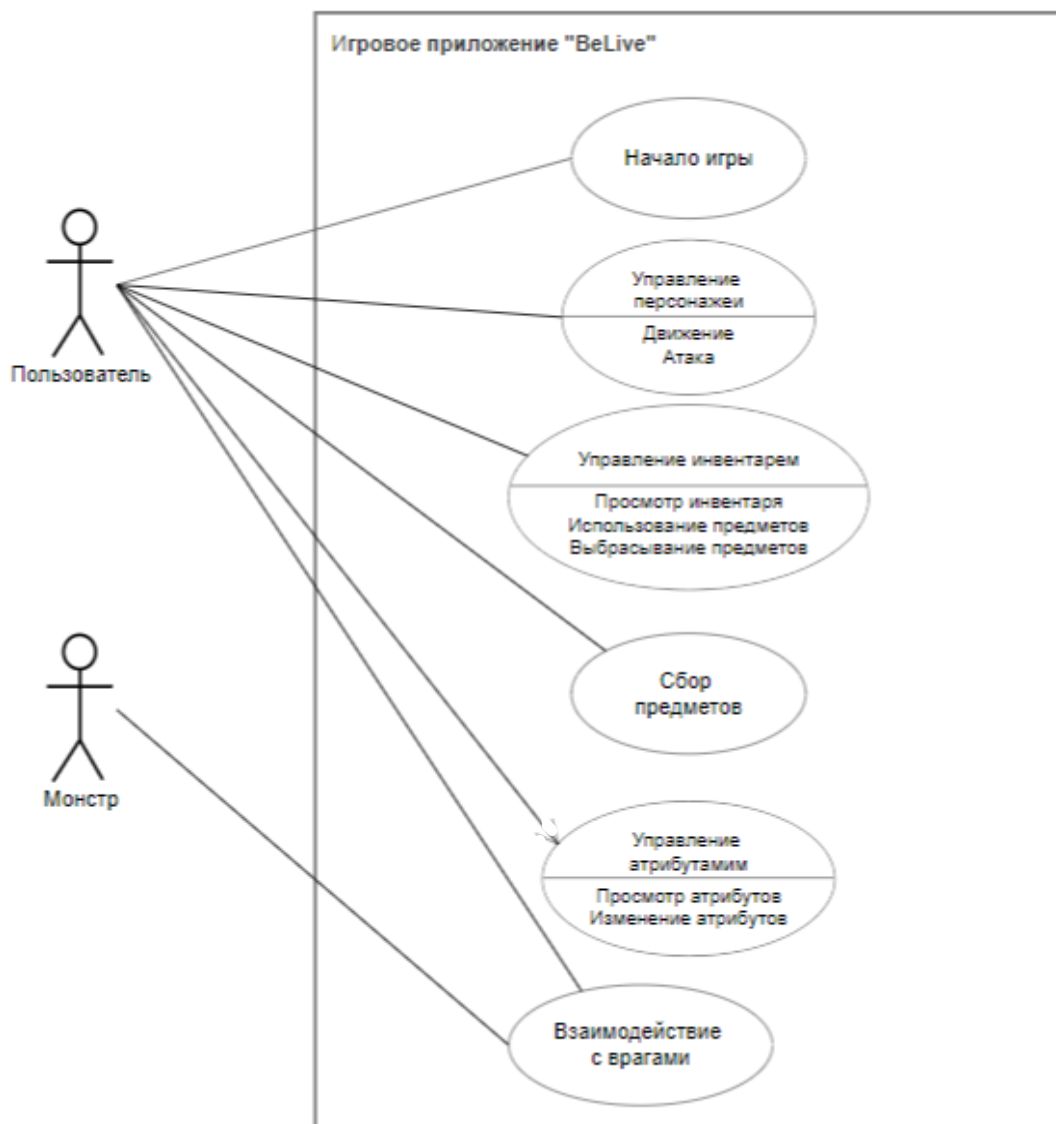 Игровое приложение "BeLive"
Начало игры
Управление
персонажеи
Движение
Атака
Пользователь
Управление инвентарем
Просмотр инвентаря
Использование предметов
Выбрасывание предметов
Сбор
предметов
Монстр
Управление
атрибутамим
Просмотр атрибутов
Изменение атрибутов
Взаимодействие
с врагами